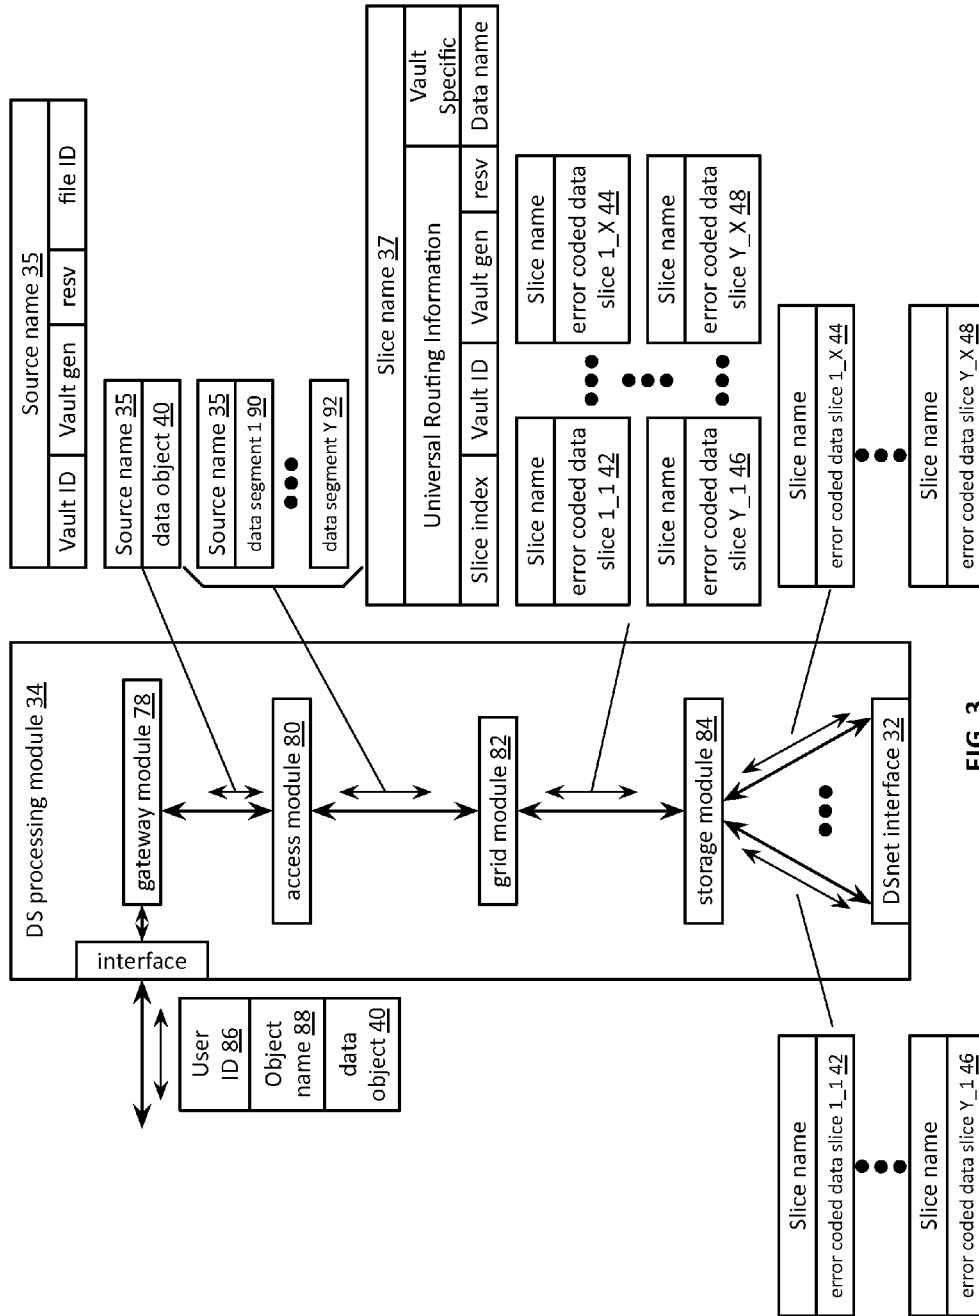 DS processing module 34
interface
gateway module 78
access module 80
grid module 82
storage module 84
DSnet interface 32
User
ID 86
Object
name 88
data
object 40
Source name 35
Vault ID
Vault gen
resv
file ID
Source name 35
data object 40
Source name 35
data segment 1 90
data segment Y 92
Slice name 37
Universal Routing Information
Vault
Specific
Slice index
Vault ID
Vault gen
resv
Data name
Slice name
error coded data
slice 1_1 42
Slice name
error coded data
slice 1_X 44
Slice name
error coded data
slice Y_1 46
Slice name
error coded data
slice Y_X 48
Slice name
error coded data slice 1_1 42
Slice name
error coded data slice Y_1 46
Slice name
error coded data slice 1_X 44
Slice name
error coded data slice Y_X 48
FIG. 3